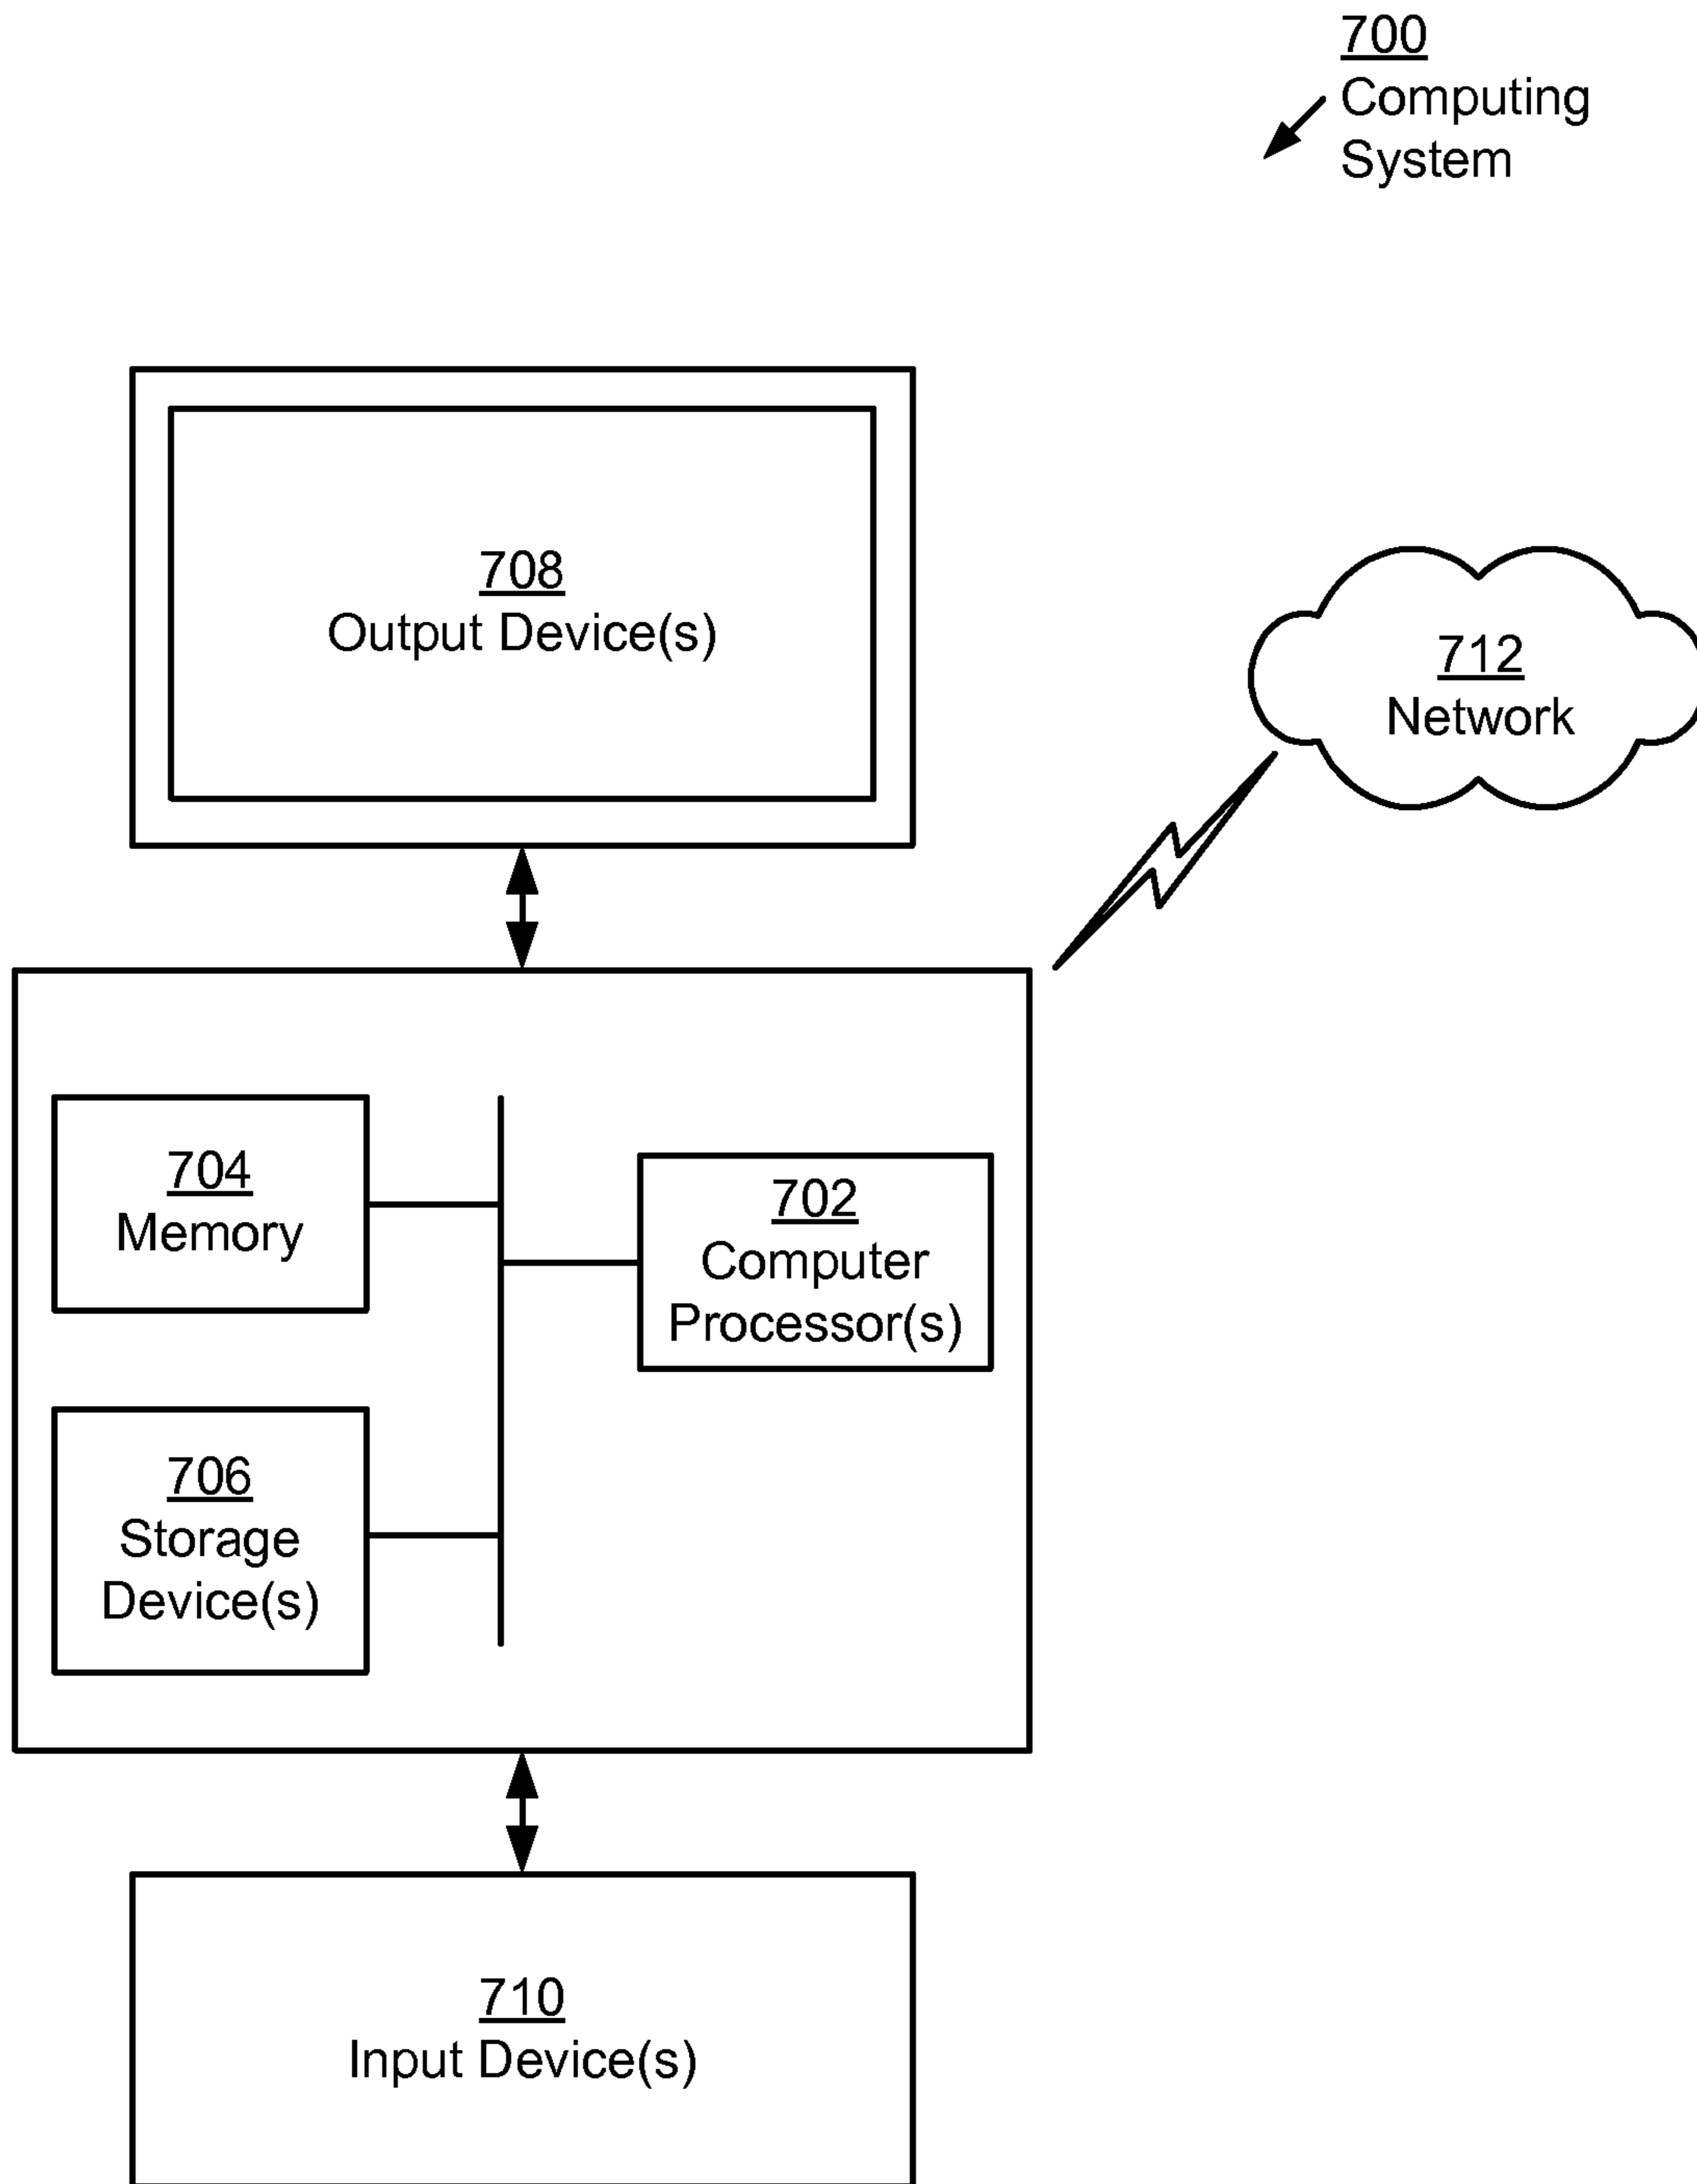 700
Computing
System
708
Output Device(s)
712
Network
704
Memory
702
Computer
Processor(s)
706
Storage
Device(s)
710
Input Device(s)